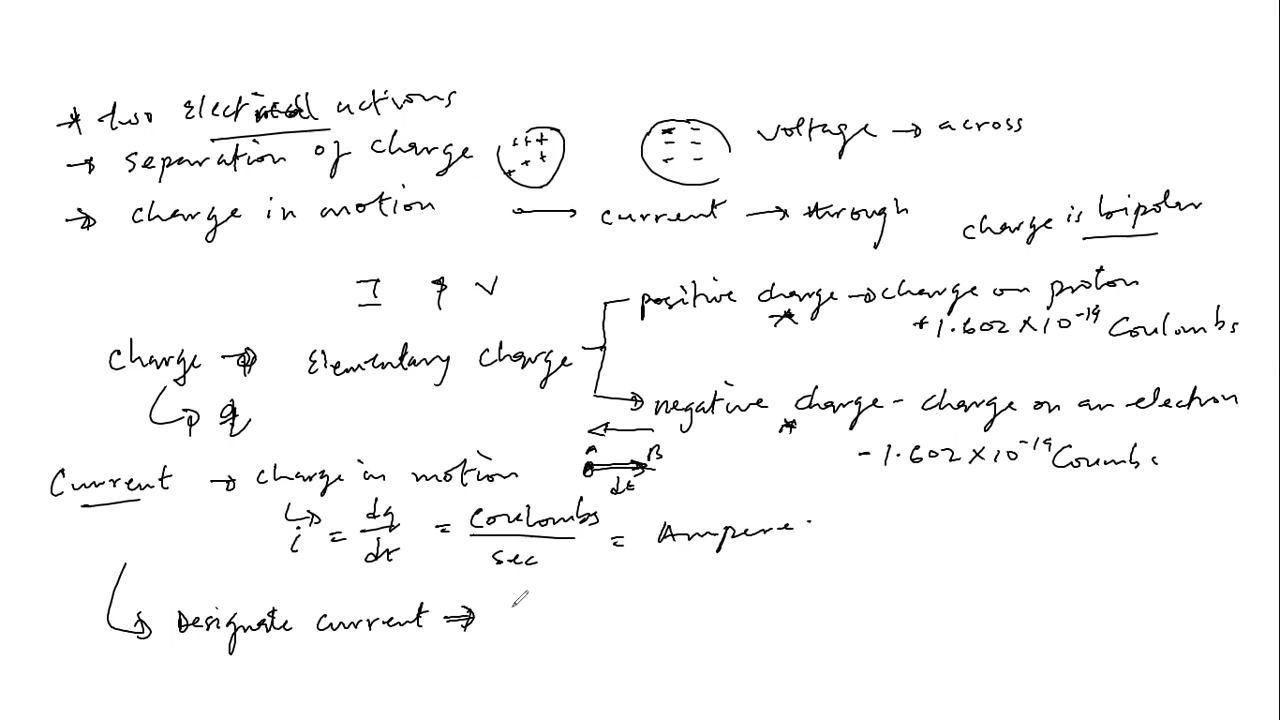 * two Electrical actions
→ separation of charge +++ +++ -- -- -- voltage → across
→ charge in motion → current → through
charge is bipolar
I & V
positive charge → charge on proton
* +1.602 × 10⁻¹⁹ Coulombs
charge → Elementary charge
↳ q
→ negative charge - charge on an electron
* -1.602 × 10⁻¹⁹ Coumbs
A → B
dt
Current → charge in motion
↳ i = dq/dt = Coulombs/sec = Ampere.
↳ Designate current ⇒